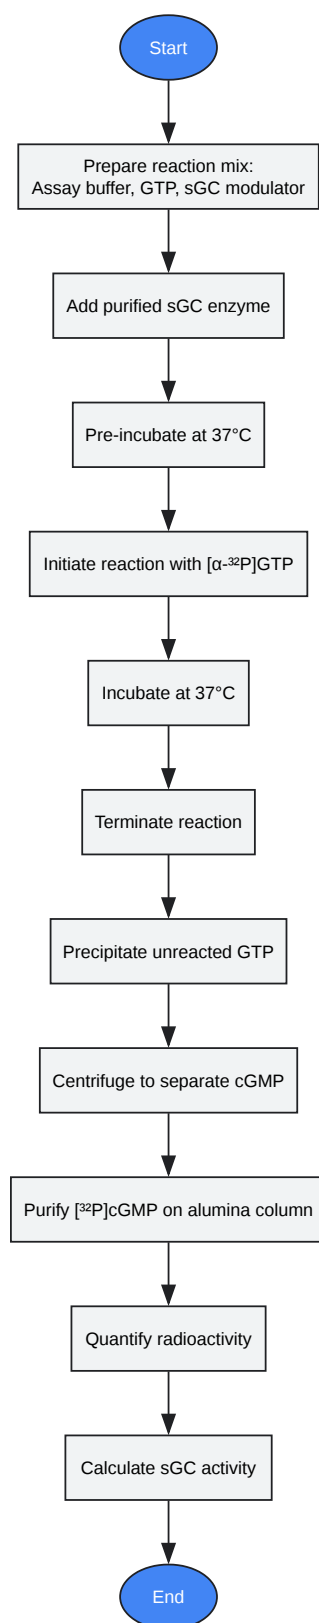 Start
Prepare reaction mix:
Assay buffer, GTP, sGC modulator
Add purified sGC enzyme
Pre-incubate at 37°C
Initiate reaction with [α-³²P]GTP
Incubate at 37°C
Terminate reaction
Precipitate unreacted GTP
Centrifuge to separate cGMP
Purify [³²P]cGMP on alumina column
Quantify radioactivity
Calculate sGC activity
End